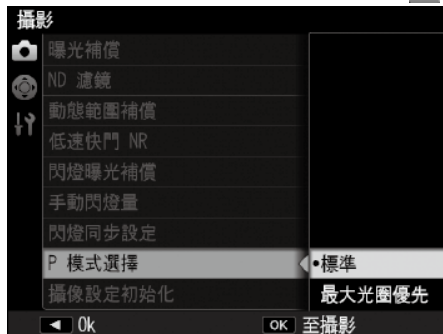 攝影
曝光補償
ND 濾鏡
動態範圍補償
低速快門 NR
閃燈曝光補償
手動閃燈量
閃燈同步設定
P 模式選擇
•標準
攝像設定初始化
最大光圈優先
Ok
OK 至攝影